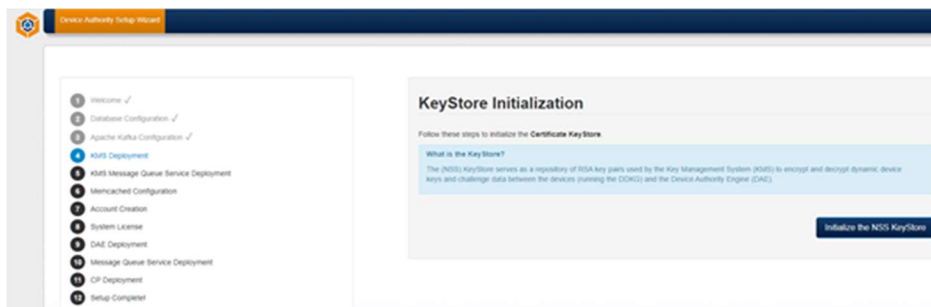 Device Authority Setup Wizard
1 Welcome ✓
2 Database Configuration ✓
3 Apache Kafka Configuration ✓
4 KMS Deployment
5 KMS Message Queue Service Deployment
6 Memcached Configuration
7 Account Creation
8 System License
9 DAE Deployment
10 Message Queue Service Deployment
11 CP Deployment
12 Setup Complete!
KeyStore Initialization
Follow these steps to initialize the Certificate KeyStore.
What is the KeyStore?
The (NSS) KeyStore serves as a repository of RSA key pairs used by the Key Management System (KMS) to encrypt and decrypt dynamic device
keys and challenge data between the devices (running the DDKG) and the Device Authority Engine (DAE).
Initialize the NSS KeyStore